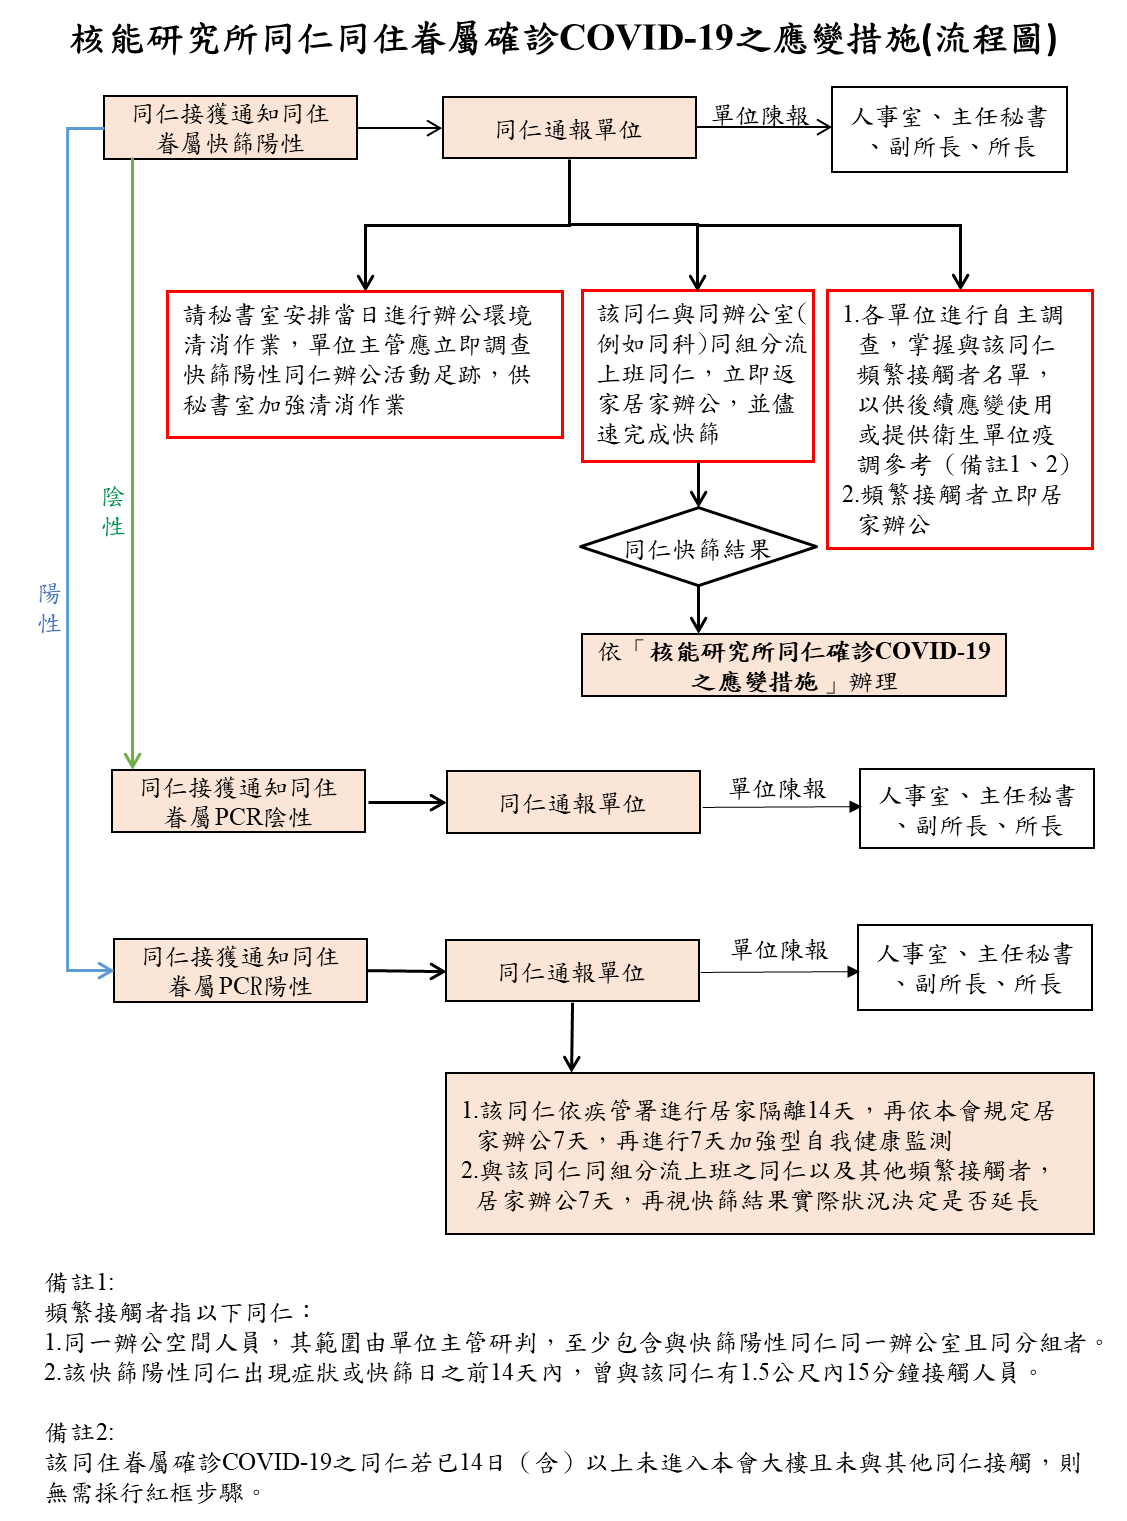 核能研究所同仁同住眷屬確診COVID-19之應變措施(流程圖)
同仁接獲通知同住
眷屬快篩陽性
同仁通報單位
單位陳報
人事室、主任秘書
、副所長、所長
請秘書室安排當日進行辦公環境
清消作業，單位主管應立即調查
快篩陽性同仁辦公活動足跡，供
秘書室加強清消作業
該同仁與同辦公室(
例如同科)同組分流
上班同仁，立即返
家居家辦公，並儘
速完成快篩
1.各單位進行自主調
查，掌握與該同仁
頻繁接觸者名單，
以供後續應變使用
或提供衛生單位疫
調參考（備註1、2）
2.頻繁接觸者立即居
家辦公
陰
性
陽
性
同仁快篩結果
依「核能研究所同仁確診COVID-19
之應變措施」辦理
同仁接獲通知同住
眷屬PCR陰性
同仁通報單位
單位陳報
人事室、主任秘書
、副所長、所長
同仁接獲通知同住
眷屬PCR陽性
同仁通報單位
單位陳報
人事室、主任秘書
、副所長、所長
1.該同仁依疾管署進行居家隔離14天，再依本會規定居
家辦公7天，再進行7天加強型自我健康監測
2.與該同仁同組分流上班之同仁以及其他頻繁接觸者，
居家辦公7天，再視快篩結果實際狀況決定是否延長
備註1:
頻繁接觸者指以下同仁：
1.同一辦公空間人員，其範圍由單位主管研判，至少包含與快篩陽性同仁同一辦公室且同分組者。
2.該快篩陽性同仁出現症狀或快篩日之前14天內，曾與該同仁有1.5公尺內15分鐘接觸人員。
備註2:
該同住眷屬確診COVID-19之同仁若已14日（含）以上未進入本會大樓且未與其他同仁接觸，則
無需採行紅框步驟。